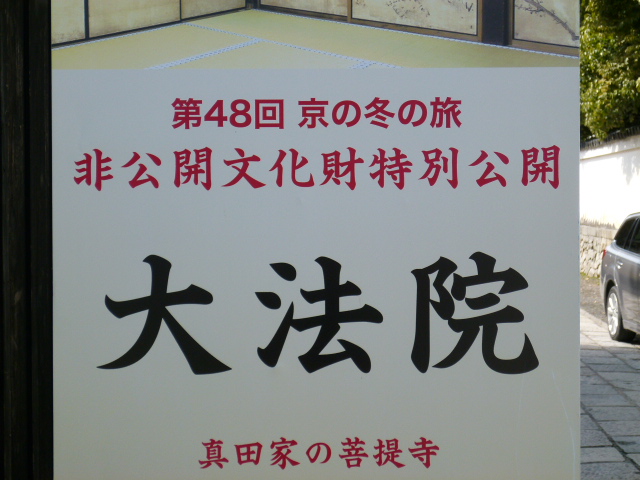 第48回 京の冬の旅
非公開文化財特別公開
大法院
真田家の菩提寺